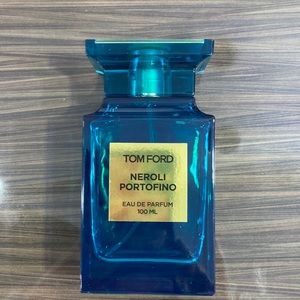 TOM FORD
NEROLI
PORTOFINO
EAU DE PARFUM
100 ML